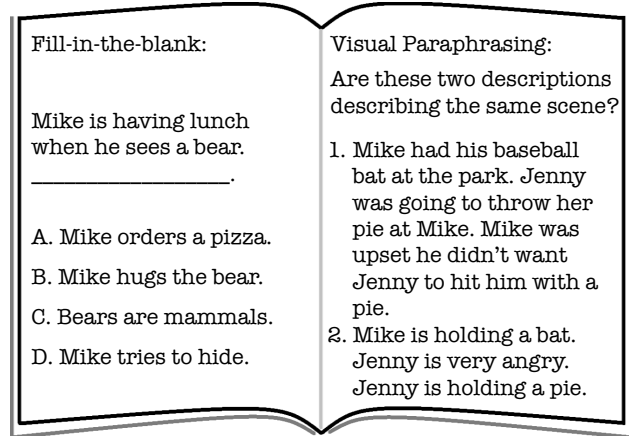 Fill-in-the-blank:
Mike is having lunch
when he sees a bear.
__________________.
A. Mike orders a pizza.
B. Mike hugs the bear.
C. Bears are mammals.
D. Mike tries to hide.
Visual Paraphrasing:
Are these two descriptions
describing the same scene?
1. Mike had his baseball
bat at the park. Jenny
was going to throw her
pie at Mike. Mike was
upset he didn't want
Jenny to hit him with a
pie.
2. Mike is holding a bat.
Jenny is very angry.
Jenny is holding a pie.